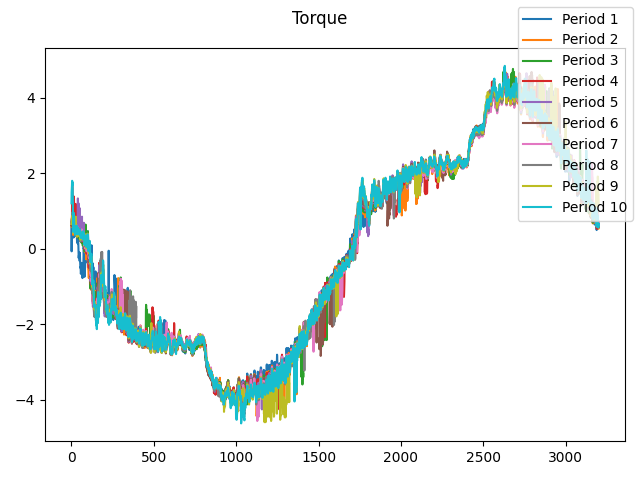 Torque
Period 1
Period 2
Period 3
Period 4
Period 5
Period 6
Period 7
Period 8
Period 9
Period 10
4
2
0
−2
−4
0 500 1000 1500 2000 2500 3000